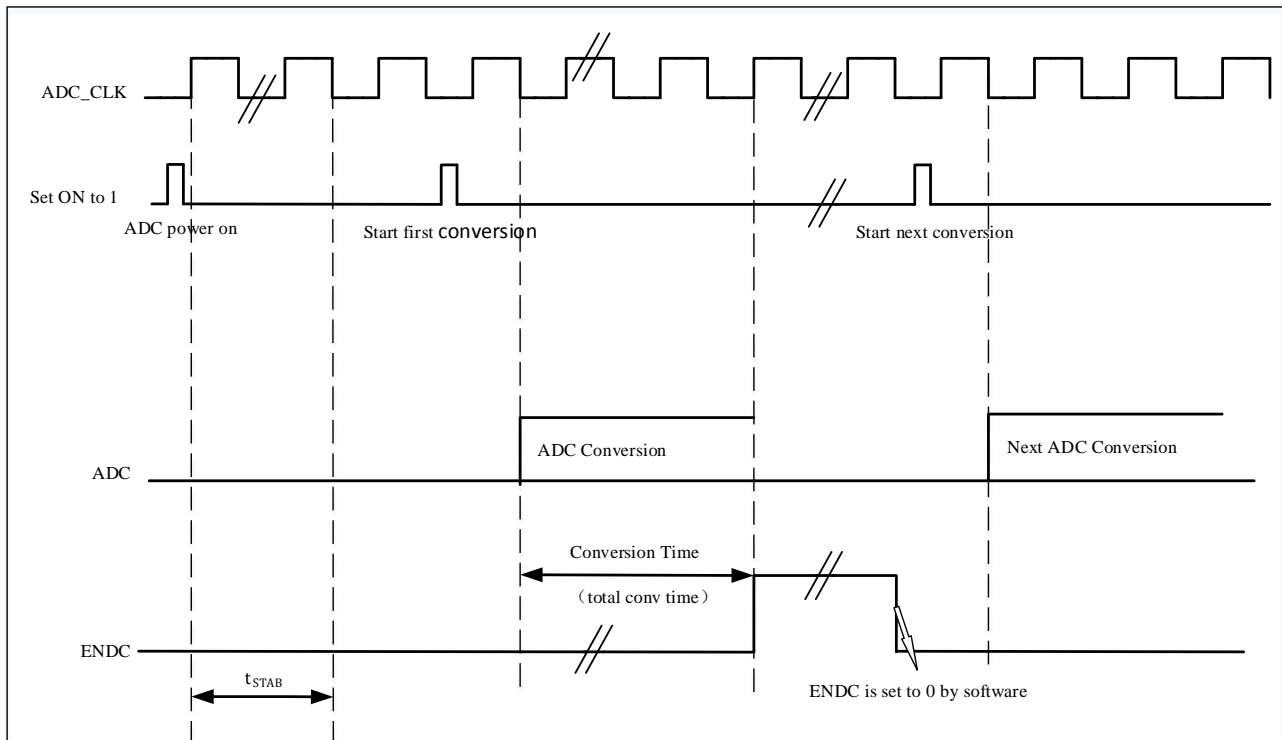 ADC_CLK
Set ON to 1
ADC power on
Start first conversion
Start next conversion
ADC Conversion
Next ADC Conversion
ADC
Conversion Time
（total conv time）
ENDC
tSTAB
ENDC is set to 0 by software